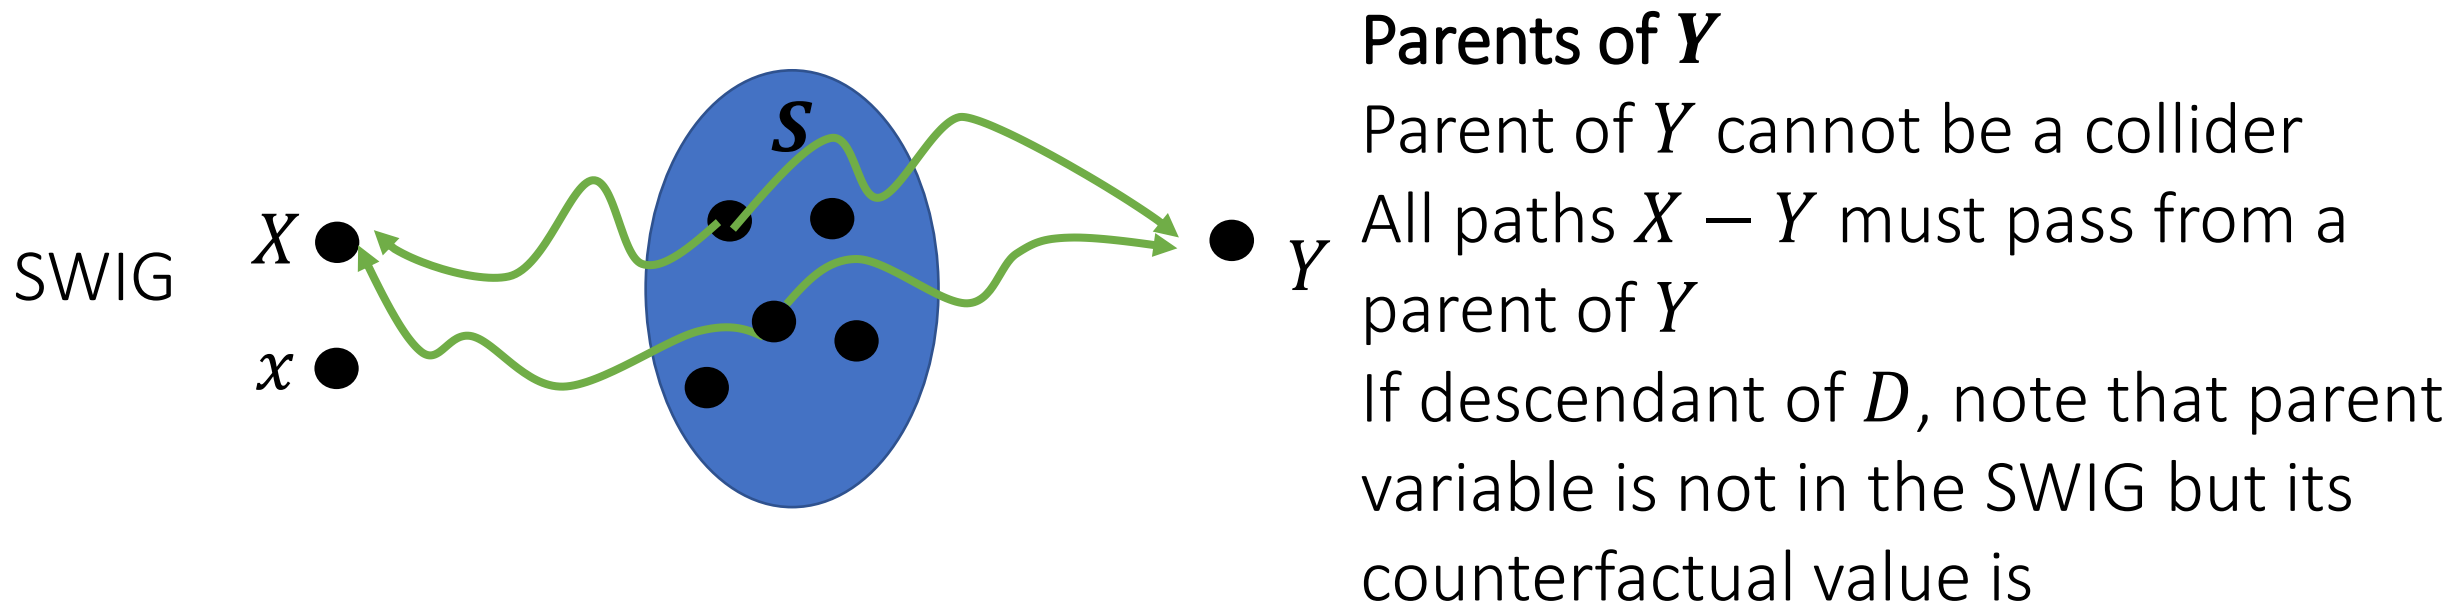 SWIG
X
x
S
Y
Parents of Y
Parent of Y cannot be a collider
All paths X − Y must pass from a
parent of Y
If descendant of D, note that parent
variable is not in the SWIG but its
counterfactual value is